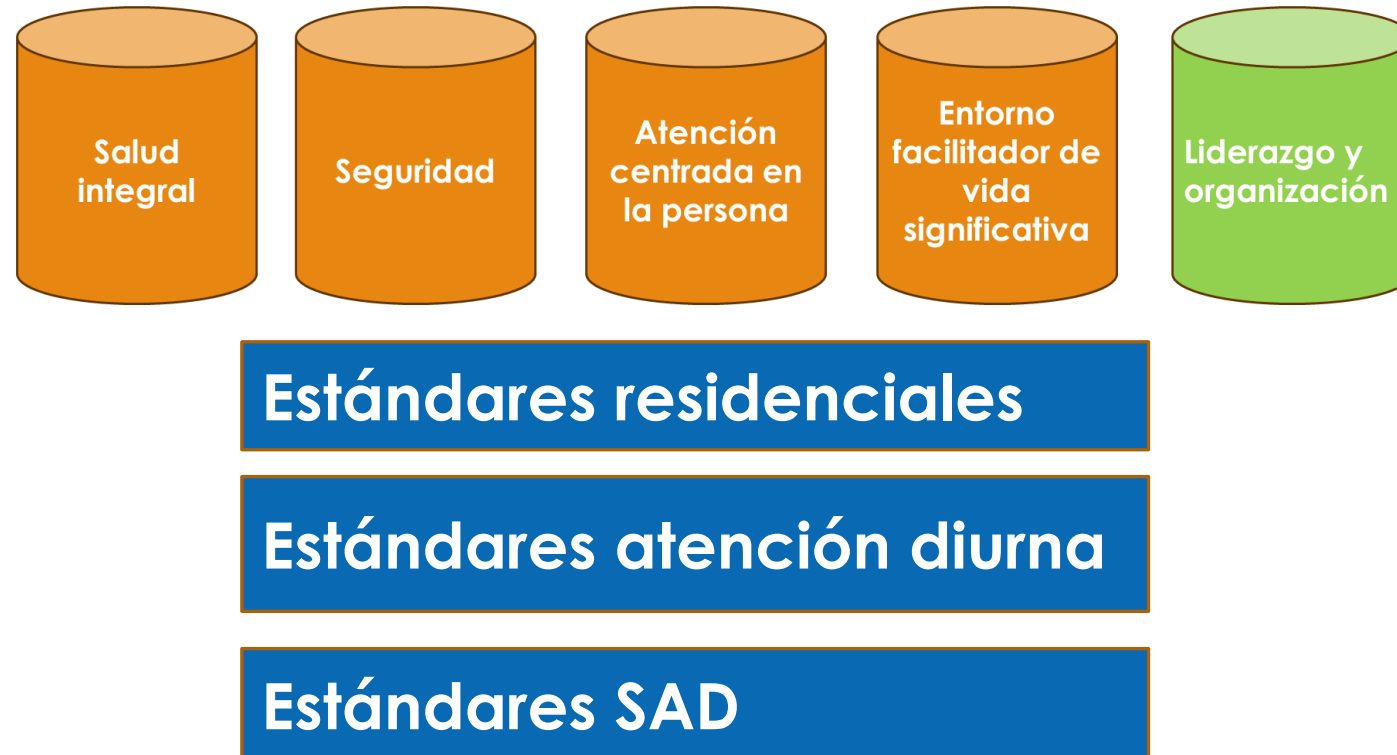 Salud
integral
Seguridad
Atención
centrada en
la persona
Entorno
facilitador de
vida
significativa
Liderazgo y
organización
Estándares residenciales
Estándares atención diurna
Estándares SAD